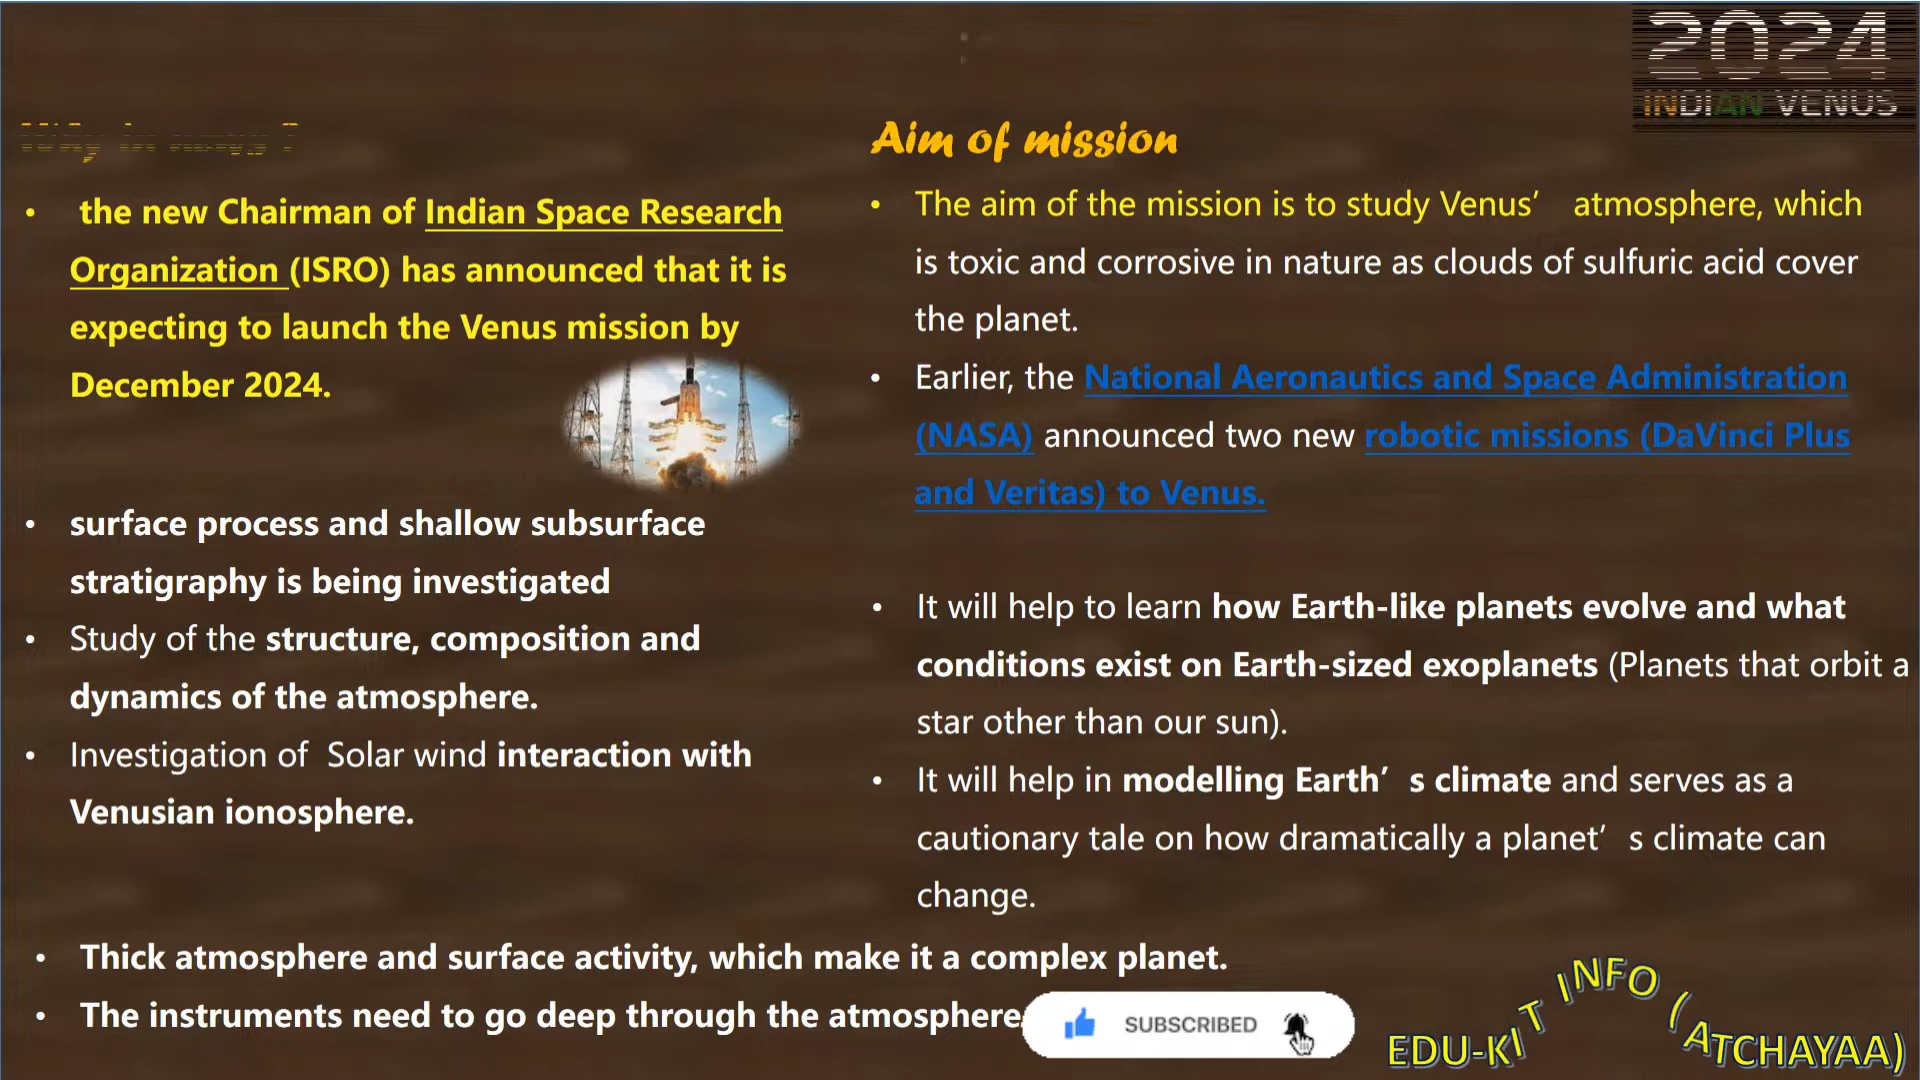 2024
INDIAN VENUS
Why in news ?
• the new Chairman of Indian Space Research
Organization (ISRO) has announced that it is
expecting to launch the Venus mission by
December 2024.
• surface process and shallow subsurface
stratigraphy is being investigated
• Study of the structure, composition and
dynamics of the atmosphere.
• Investigation of  Solar wind interaction with
Venusian ionosphere.
Aim of mission
• The aim of the mission is to study Venus’ atmosphere, which
is toxic and corrosive in nature as clouds of sulfuric acid cover
the planet.
• Earlier, the National Aeronautics and Space Administration
(NASA) announced two new robotic missions (DaVinci Plus
and Veritas) to Venus.
• It will help to learn how Earth-like planets evolve and what
conditions exist on Earth-sized exoplanets (Planets that orbit a
star other than our sun).
• It will help in modelling Earth’ s climate and serves as a
cautionary tale on how dramatically a planet’ s climate can
change.
• Thick atmosphere and surface activity, which make it a complex planet.
• The instruments need to go deep through the atmosphere.
SUBSCRIBED
EDU-KIT INFO (ATCHAYAA)